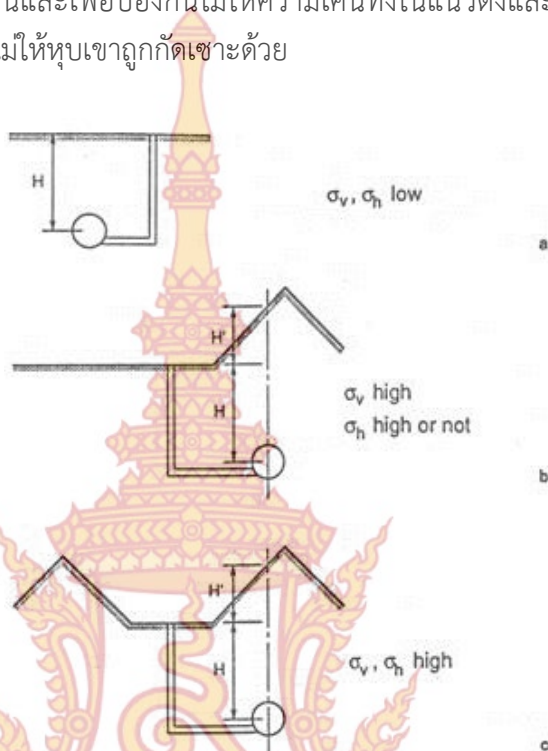 นและเพื่อป้องกันไม่ให้ความเค้นทั้งในแนวดิ่งและ
ม่ให้หุบเขาถูกกัดเซาะด้วย
H
σv, σh low
a
H'
H
σv high
σh high or not
b
H'
H
σv, σh high
c